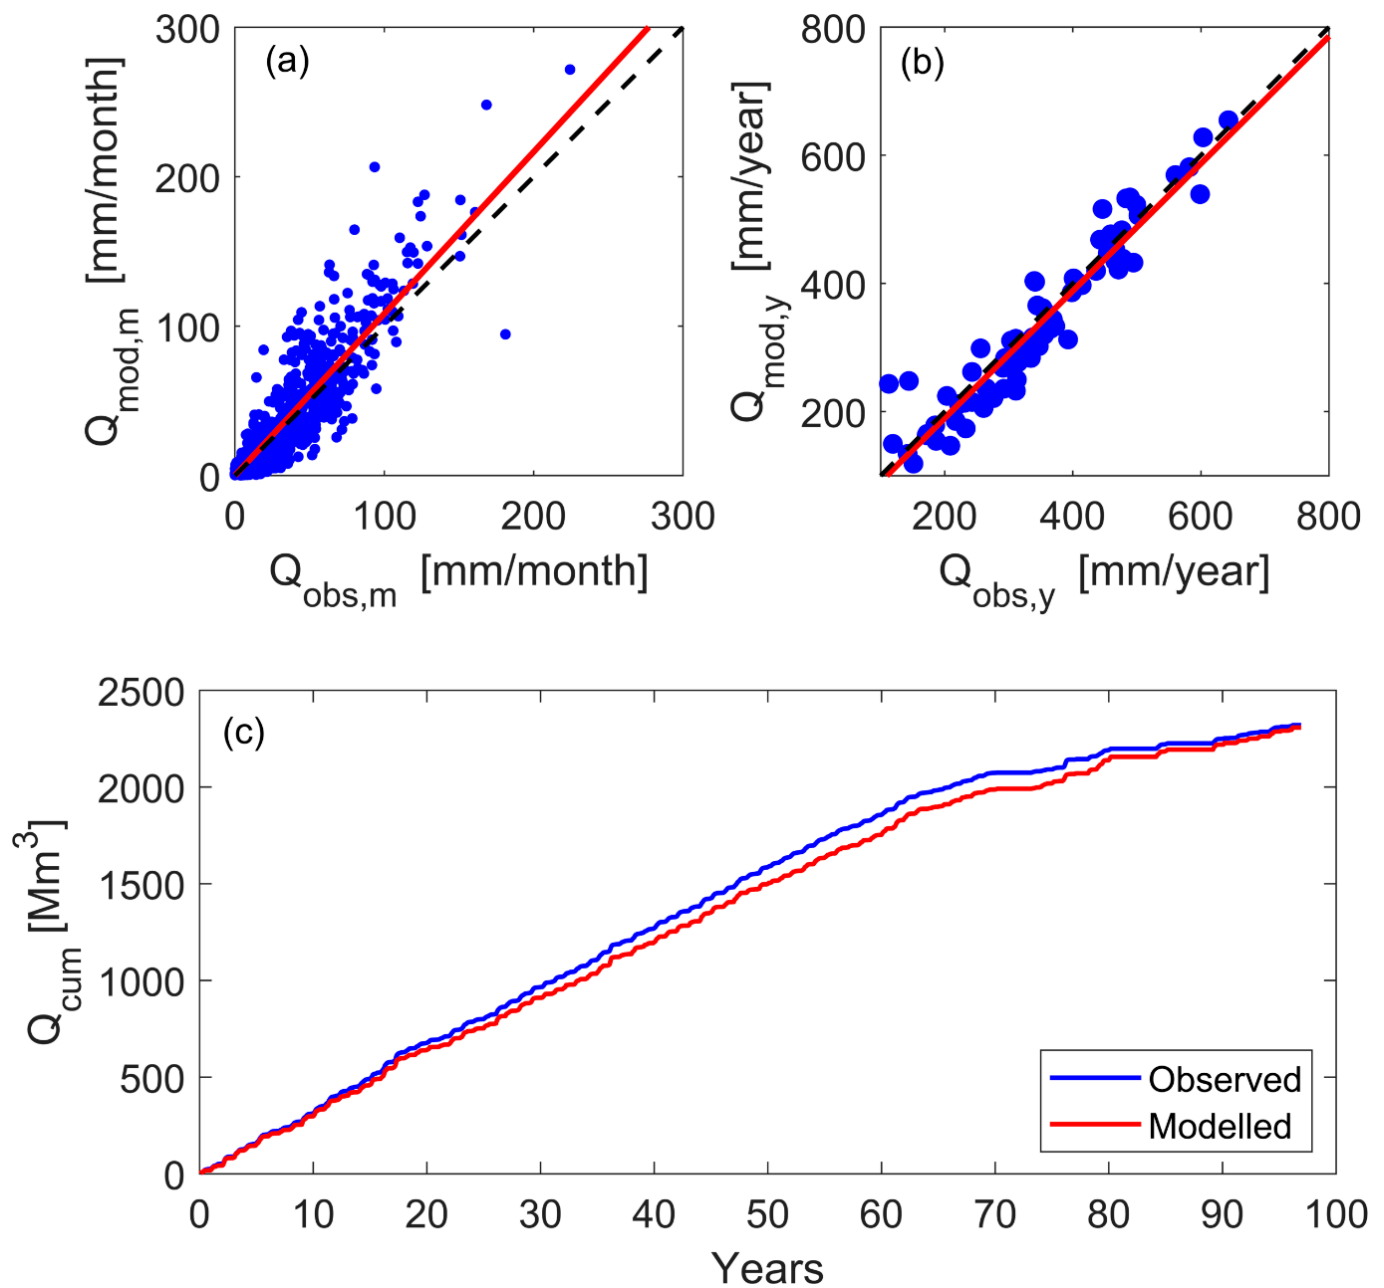 (a)
300
200
100
0
Q_mod,m [mm/month]
0 100 200 300
Q_obs,m [mm/month]
(b)
800
600
400
200
Q_mod,y [mm/year]
200 400 600 800
Q_obs,y [mm/year]
(c)
2500
2000
1500
1000
500
0
Q_cum [Mm³]
Observed
Modelled
0 10 20 30 40 50 60 70 80 90 100
Years